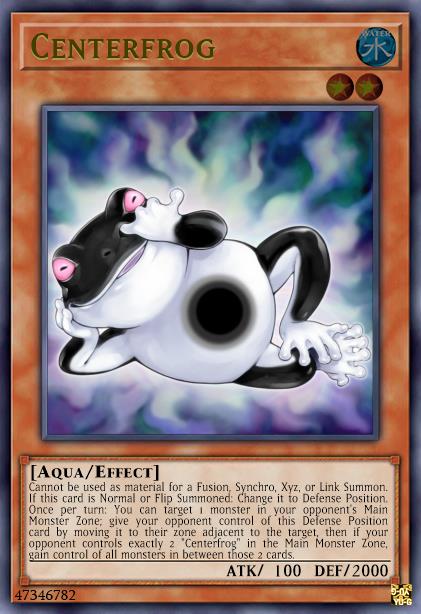 CENTERFROG
WATER
水
[AQUA/EFFECT]
Cannot be used as material for a Fusion, Synchro, Xyz, or Link Summon.
If this card is Normal or Flip Summoned: Change it to Defense Position.
Once per turn: You can target 1 monster in your opponent's Main
Monster Zone; give your opponent control of this Defense Position
card by moving it to their zone adjacent to the target, then if your
opponent controls exactly 2 "Centerfrog" in the Main Monster Zone,
gain control of all monsters in between those 2 cards.
ATK/ 100 DEF/2000
47346782